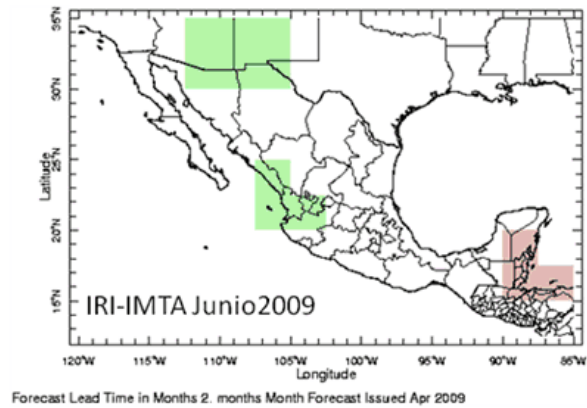 35°N
30°N
25°N
20°N
15°N
Latitude
IRI-IMTA Junio2009
120°W 115°W 110°W 105°W 100°W 95°W 90°W 85°W
Longitude
Forecast Lead Time in Months 2. months Month Forecast Issued Apr 2009